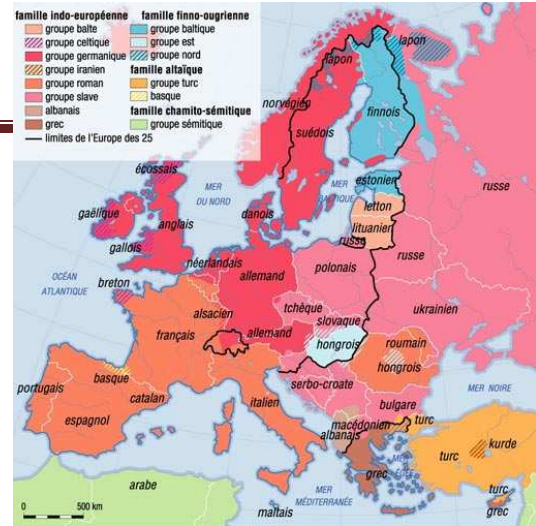 famille indo-européenne
groupe balte
groupe celtique
groupe germanique
groupe iranien
groupe roman
groupe slave
albanais
grec
limites de l'Europe des 25
famille finno-ougrienne
groupe baltique
groupe est
groupe nord
famille altaïque
groupe turc
basque
famille chamito-sémitique
groupe sémitique
lapon
lapon
norvégien
suédois
finnois
russe
écossais
MER
DU NORD
MER
BALTIQUE
estonien
letton
lituanien
russe
gaëlique
anglais
danois
gallois
néerlandais
russe
polonais
allemand
OCÉAN
ATLANTIQUE
breton
alsacien
tchèque
ukrainien
slovaque
français
allemand
hongrois
roumain
hongrois
basque
serbo-croate
MER NOIRE
portugais
catalan
italien
bulgare
espagnol
macédonien
turc
albanais
kurde
turc
MER
grec
arabe
MER
MÉDITERRANÉE
turc
grec
maltais
0
500 km